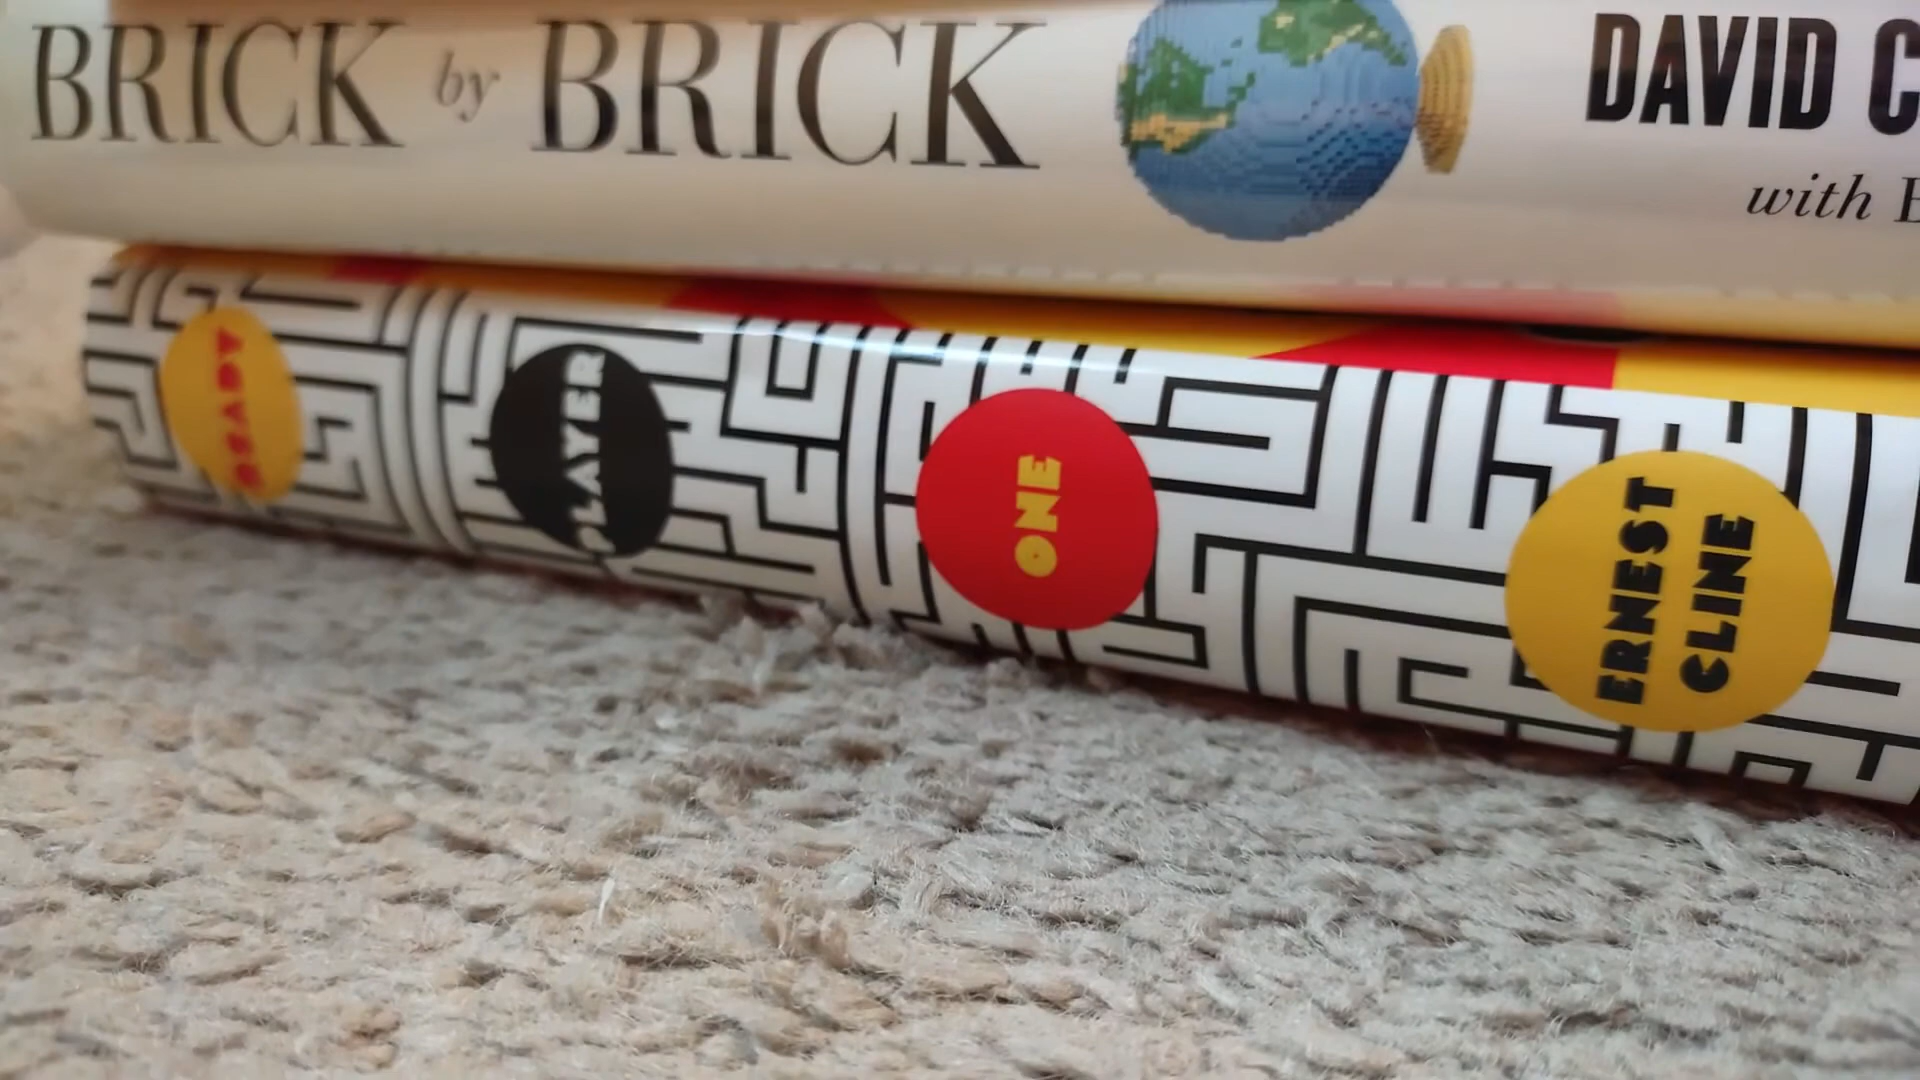 BRICK by BRICK
DAVID C
with
READY
PLAYER
ONE
ERNEST
CLINE